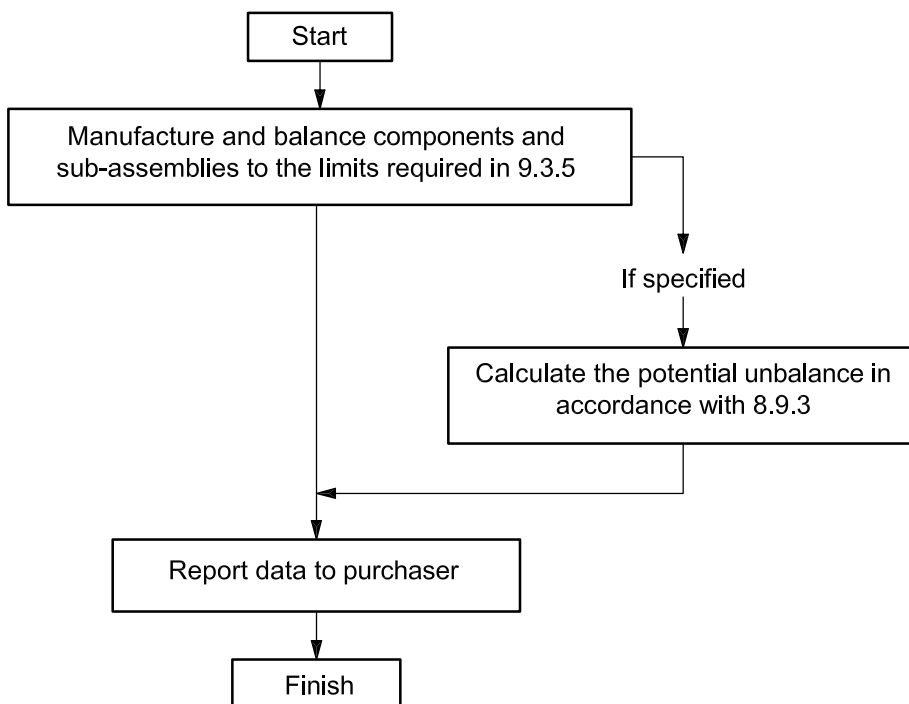 Start
Manufacture and balance components and
sub-assemblies to the limits required in 9.3.5
If specified
Calculate the potential unbalance in
accordance with 8.9.3
Report data to purchaser
Finish